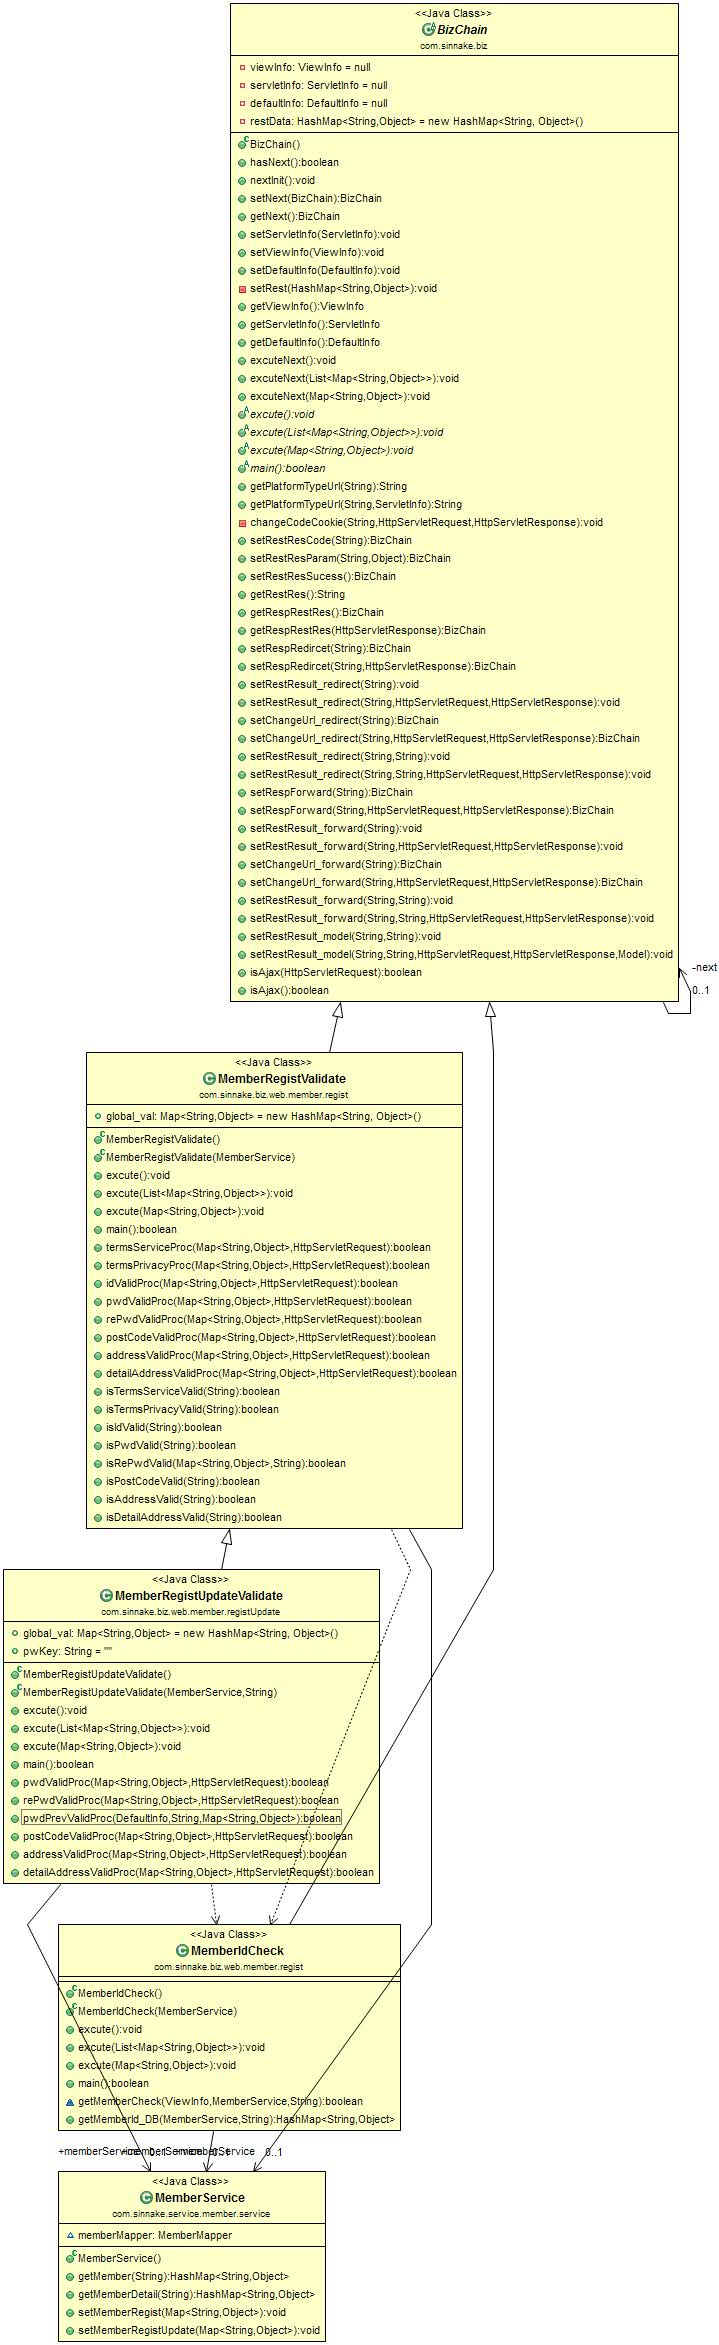 <<Java Class>>
BizChain
com.sinnake.biz
viewInfo: ViewInfo = null
servletInfo: ServletInfo = null
defaultInfo: DefaultInfo = null
restData: HashMap<String,Object> = new HashMap<String, Object>()
BizChain()
hasNext():boolean
nextInit():void
setNext(BizChain):BizChain
getNext():BizChain
setServletInfo(ServletInfo):void
setViewInfo(ViewInfo):void
setDefaultInfo(DefaultInfo):void
setRest(HashMap<String,Object>):void
getViewInfo():ViewInfo
getServletInfo():ServletInfo
getDefaultInfo():DefaultInfo
excuteNext():void
excuteNext(List<Map<String,Object>>):void
excuteNext(Map<String,Object>):void
excute():void
excute(List<Map<String,Object>>):void
excute(Map<String,Object>):void
main():boolean
getPlatformTypeUrl(String):String
getPlatformTypeUrl(String,ServletInfo):String
changeCodeCookie(String,HttpServletRequest,HttpServletResponse):void
setRestResCode(String):BizChain
setRestResParam(String,Object):BizChain
setRestResSucess():BizChain
getRestRes():String
getRespRestRes():BizChain
getRespRestRes(HttpServletResponse):BizChain
setRespRedircet(String):BizChain
setRespRedircet(String,HttpServletResponse):BizChain
setRestResult_redirect(String):void
setRestResult_redirect(String,HttpServletRequest,HttpServletResponse):void
setChangeUrl_redirect(String):BizChain
setChangeUrl_redirect(String,HttpServletRequest,HttpServletResponse):BizChain
setRestResult_redirect(String,String):void
setRestResult_redirect(String,String,HttpServletRequest,HttpServletResponse):void
setRespForward(String):BizChain
setRespForward(String,HttpServletRequest,HttpServletResponse):BizChain
setRestResult_forward(String):void
setRestResult_forward(String,HttpServletRequest,HttpServletResponse):void
setChangeUrl_forward(String):BizChain
setChangeUrl_forward(String,HttpServletRequest,HttpServletResponse):BizChain
setRestResult_forward(String,String):void
setRestResult_forward(String,String,HttpServletRequest,HttpServletResponse):void
setRestResult_model(String,String):void
setRestResult_model(String,String,HttpServletRequest,HttpServletResponse,Model):void
isAjax(HttpServletRequest):boolean
isAjax():boolean
-next
0..1
<<Java Class>>
MemberRegistValidate
com.sinnake.biz.web.member.regist
global_val: Map<String,Object> = new HashMap<String, Object>()
MemberRegistValidate()
MemberRegistValidate(MemberService)
excute():void
excute(List<Map<String,Object>>):void
excute(Map<String,Object>):void
main():boolean
termsServiceProc(Map<String,Object>,HttpServletRequest):boolean
termsPrivacyProc(Map<String,Object>,HttpServletRequest):boolean
idValidProc(Map<String,Object>,HttpServletRequest):boolean
pwdValidProc(Map<String,Object>,HttpServletRequest):boolean
rePwdValidProc(Map<String,Object>,HttpServletRequest):boolean
postCodeValidProc(Map<String,Object>,HttpServletRequest):boolean
addressValidProc(Map<String,Object>,HttpServletRequest):boolean
detailAddressValidProc(Map<String,Object>,HttpServletRequest):boolean
isTermsServiceValid(String):boolean
isTermsPrivacyValid(String):boolean
isIdValid(String):boolean
isPwdValid(String):boolean
isRePwdValid(Map<String,Object>,String):boolean
isPostCodeValid(String):boolean
isAddressValid(String):boolean
isDetailAddressValid(String):boolean
<<Java Class>>
MemberRegistUpdateValidate
com.sinnake.biz.web.member.registUpdate
global_val: Map<String,Object> = new HashMap<String, Object>()
pwKey: String = ""
MemberRegistUpdateValidate()
MemberRegistUpdateValidate(MemberService,String)
excute():void
excute(List<Map<String,Object>>):void
excute(Map<String,Object>):void
main():boolean
pwdValidProc(Map<String,Object>,HttpServletRequest):boolean
rePwdValidProc(Map<String,Object>,HttpServletRequest):boolean
pwdPrevValidProc(DefaultInfo,String,Map<String,Object>):boolean
postCodeValidProc(Map<String,Object>,HttpServletRequest):boolean
addressValidProc(Map<String,Object>,HttpServletRequest):boolean
detailAddressValidProc(Map<String,Object>,HttpServletRequest):boolean
<<Java Class>>
MemberIdCheck
com.sinnake.biz.web.member.regist
MemberIdCheck()
MemberIdCheck(MemberService)
excute():void
excute(List<Map<String,Object>>):void
excute(Map<String,Object>):void
main():boolean
getMemberCheck(ViewInfo,MemberService,String):boolean
getMemberId_DB(MemberService,String):HashMap<String,Object>
+memberService 0..1 0..1
<<Java Class>>
MemberService
com.sinnake.service.member.service
memberMapper: MemberMapper
MemberService()
getMember(String):HashMap<String,Object>
getMemberDetail(String):HashMap<String,Object>
setMemberRegist(Map<String,Object>):void
setMemberRegistUpdate(Map<String,Object>):void